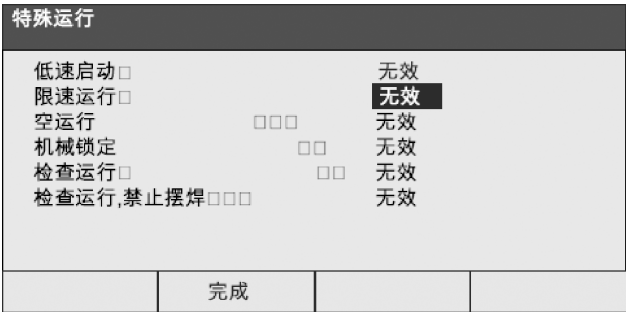 特殊运行
低速启动□ 无效
限速运行□ 无效
空运行 □□□ 无效
机械锁定 □□ 无效
检查运行□ □□ 无效
检查运行,禁止摆焊□□□ 无效
完成